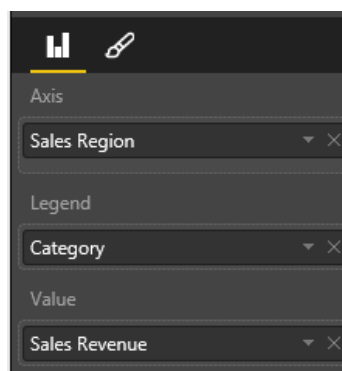 Axis
Sales Region
Legend
Category
Value
Sales Revenue